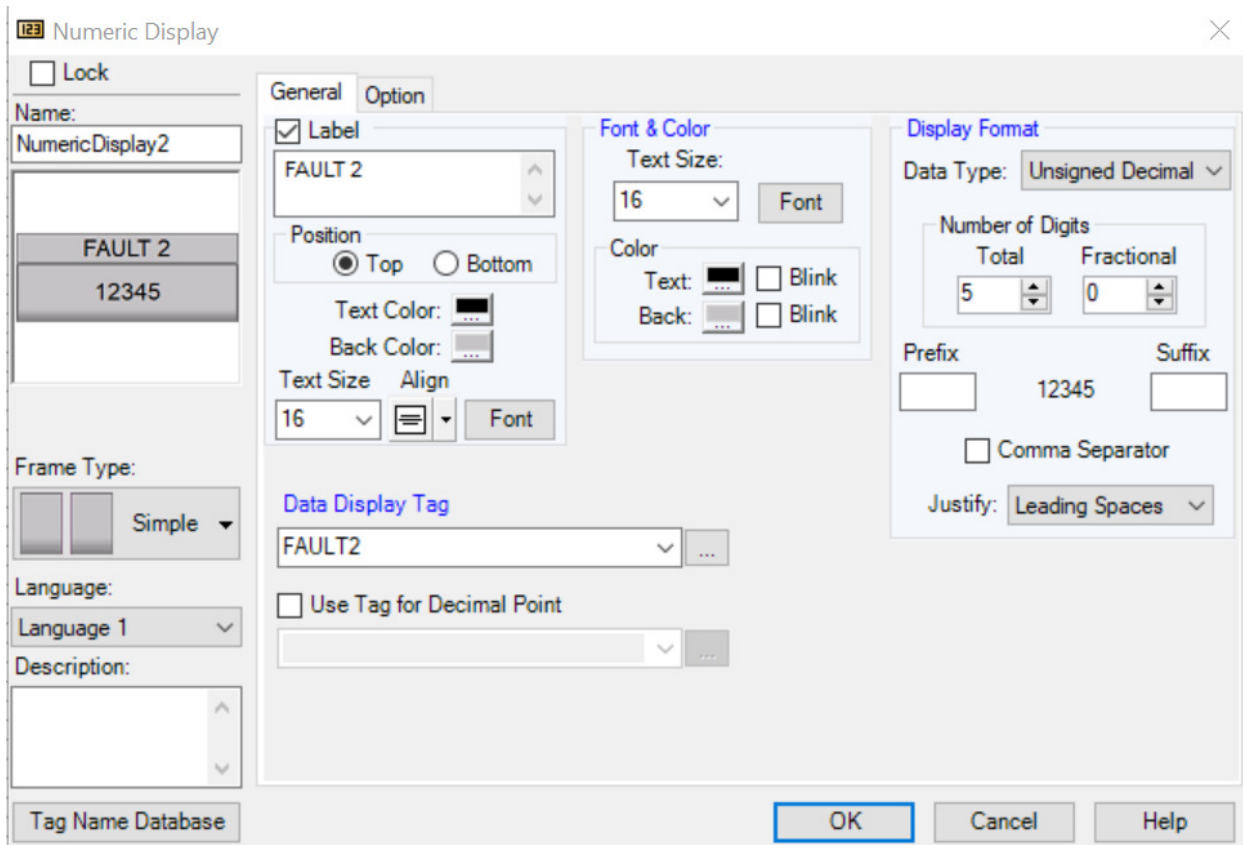 123 Numeric Display
Lock
Name:
NumericDisplay2
FAULT 2
12345
Frame Type:
Simple
Language:
Language 1
Description:
Tag Name Database
General Option
Label
FAULT 2
Position
Top Bottom
Text Color: ...
Back Color: ...
Text Size Align
16 Font
Font & Color
Text Size:
16 Font
Color
Text: ... Blink
Back: ... Blink
Display Format
Data Type: Unsigned Decimal
Number of Digits
Total Fractional
5 0
Prefix Suffix
12345
Comma Separator
Justify: Leading Spaces
Data Display Tag
FAULT2 ...
Use Tag for Decimal Point
...
OK Cancel Help